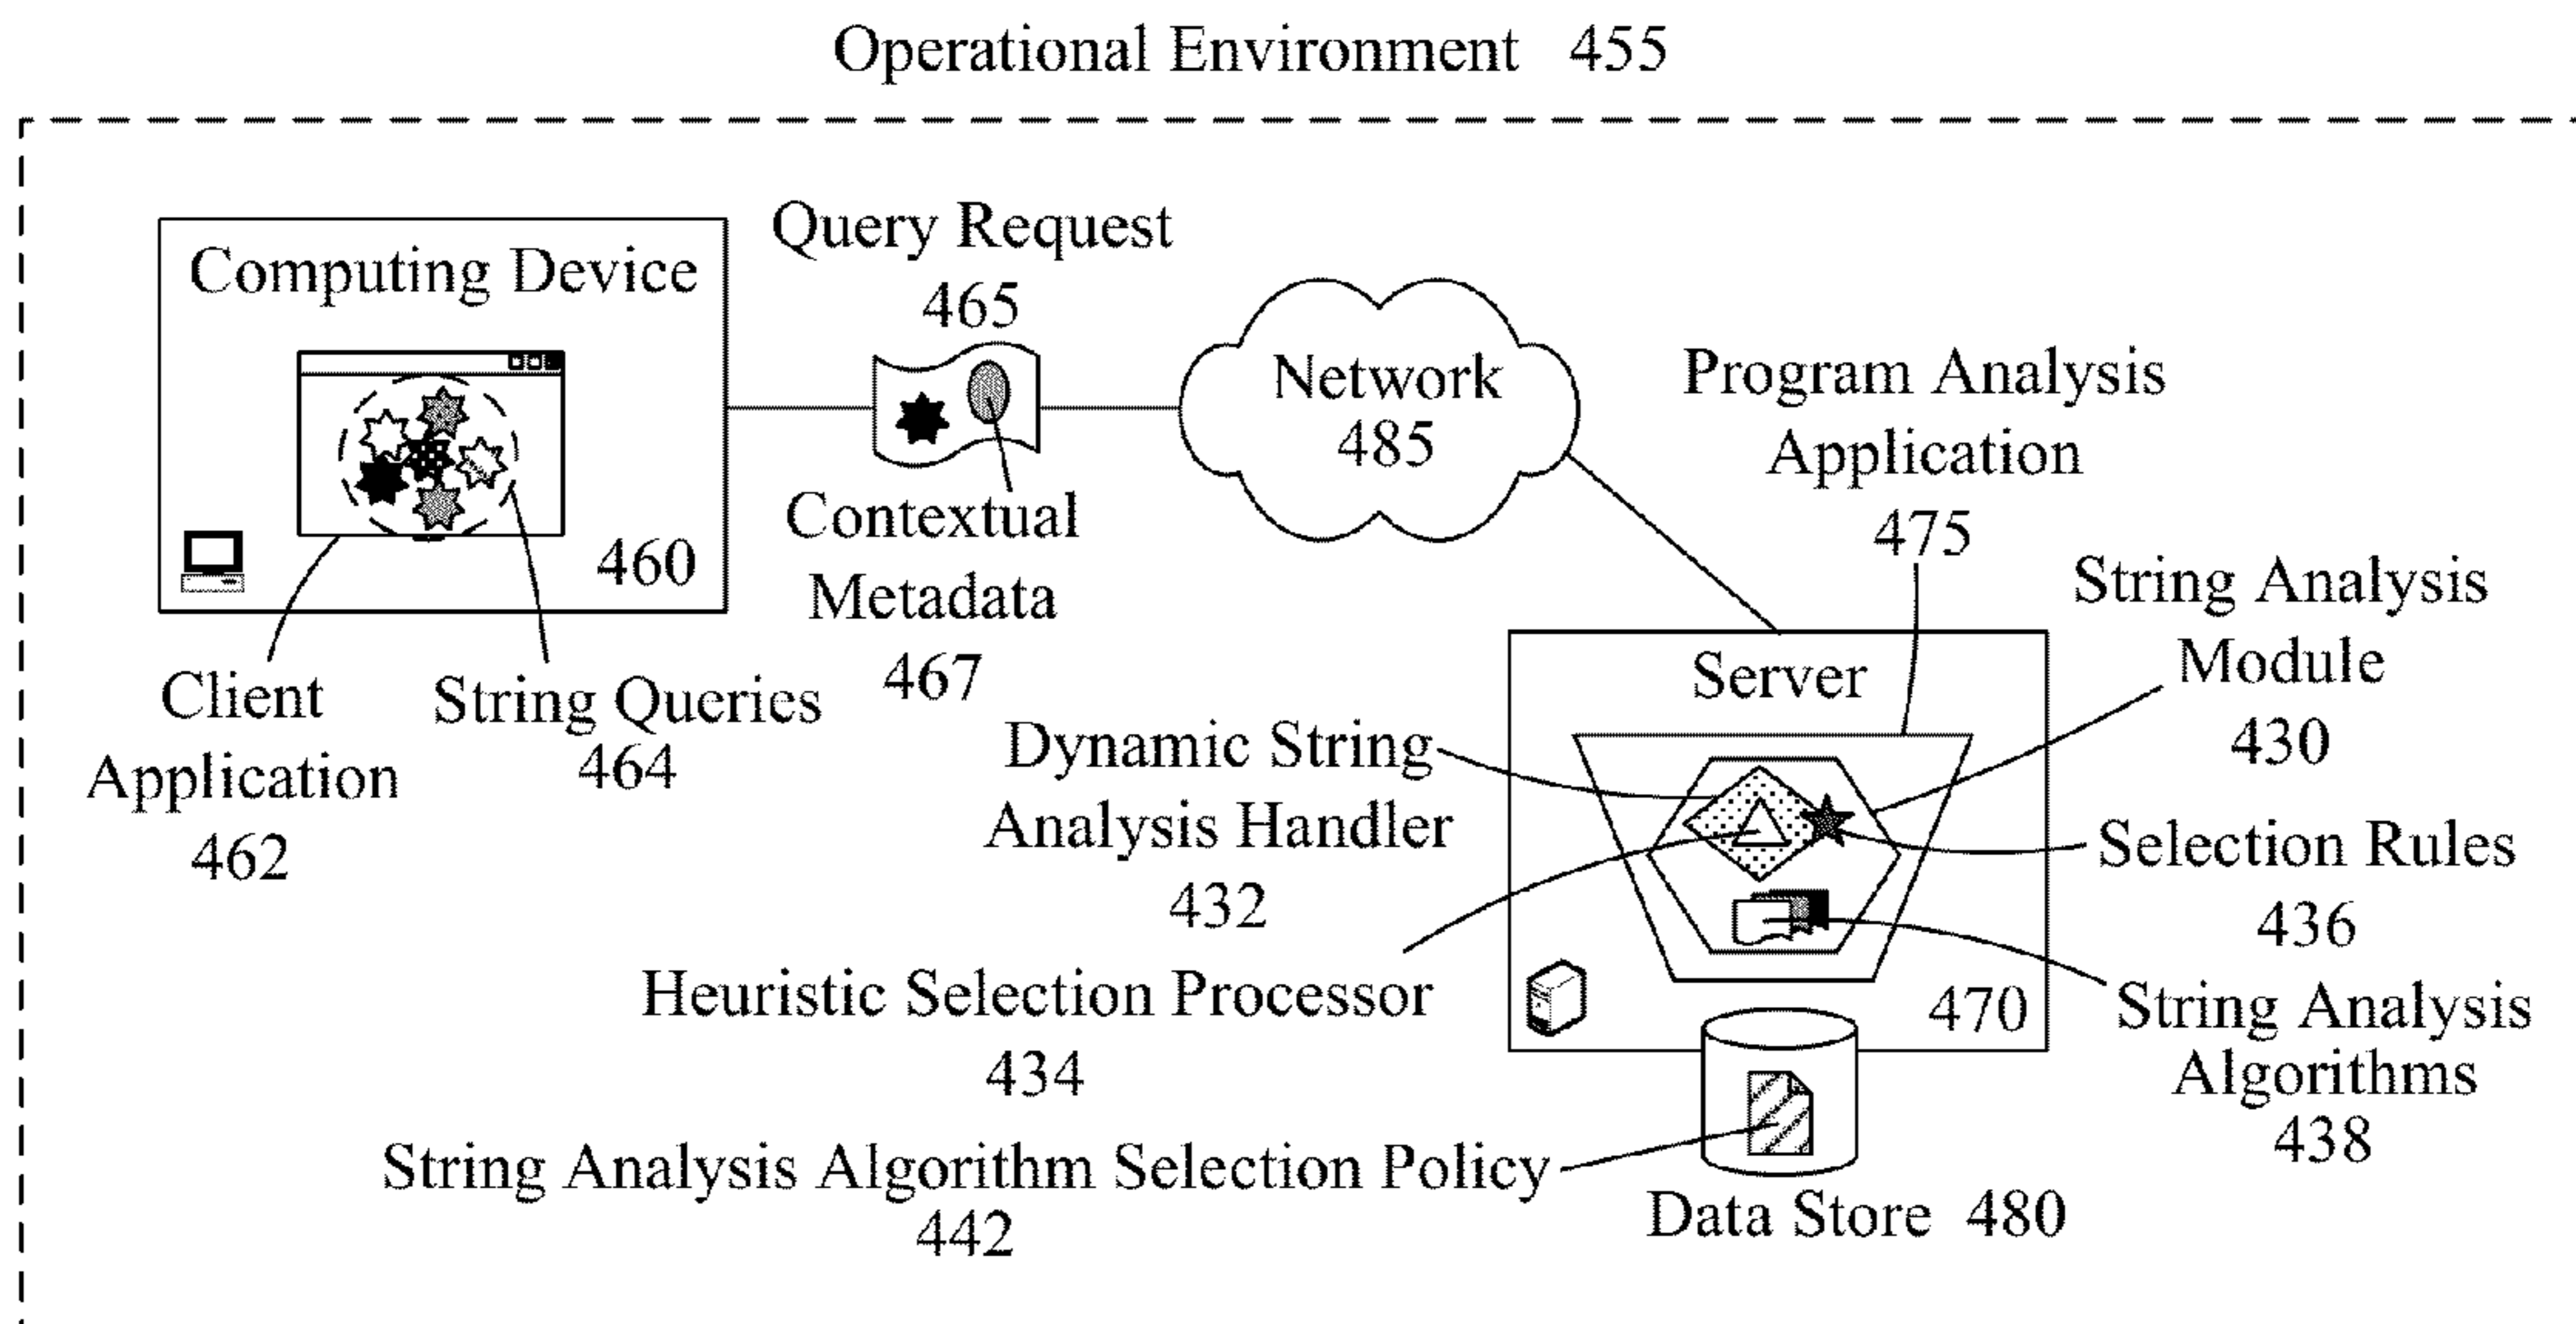 Operational Environment 455
Computing Device
460
Query Request
465
Network
485
Contextual
Metadata
467
Client
Application
462
String Queries
464
Program Analysis
Application
475
String Analysis
Module
430
Server
470
Dynamic String
Analysis Handler
432
Selection Rules
436
Heuristic Selection Processor
434
String Analysis
Algorithms
438
String Analysis Algorithm Selection Policy
442
Data Store 480